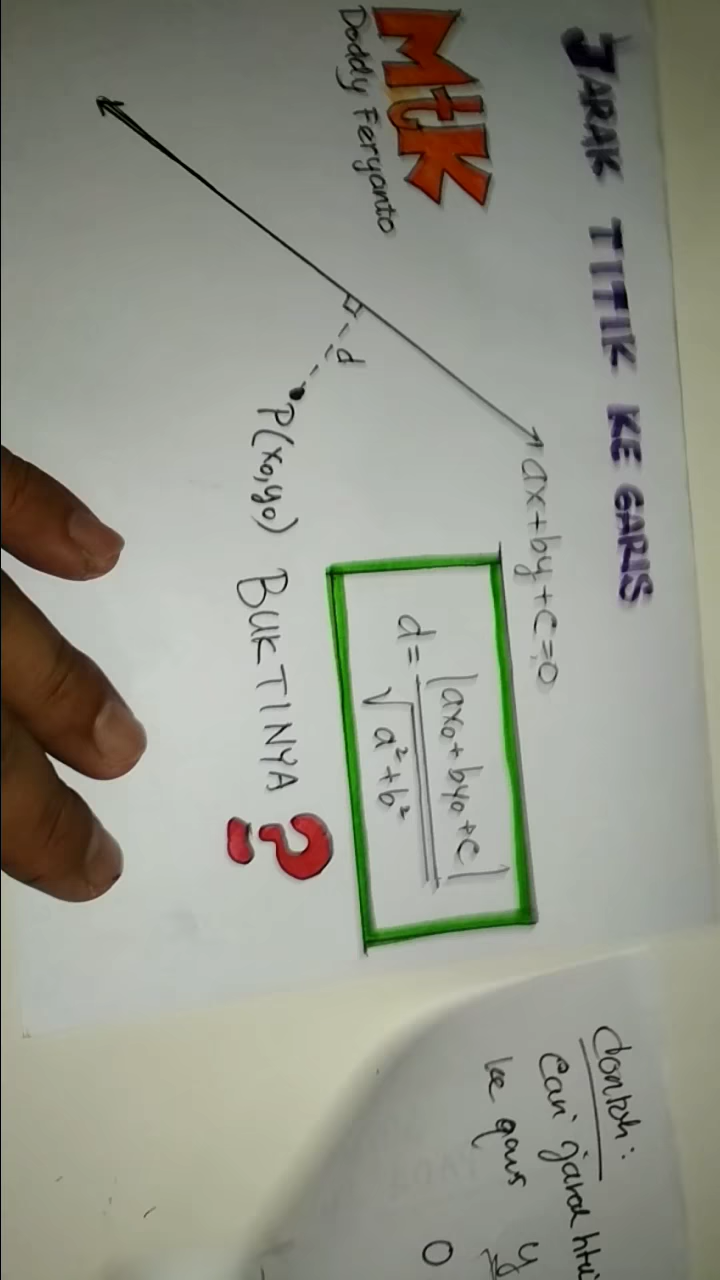 JARAK TITIK KE GARIS
MtK
Doddy Feryanto
ax+by+c=0
d
P(x0,y0)
d= |ax0+by0+c|
√a²+b²
BUKTINYA?
Contoh:
Cari jarak
ke garis
y
0